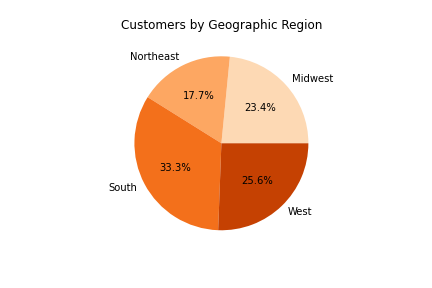 Customers by Geographic Region
Northeast
Midwest
17.7%
23.4%
33.3%
25.6%
South
West